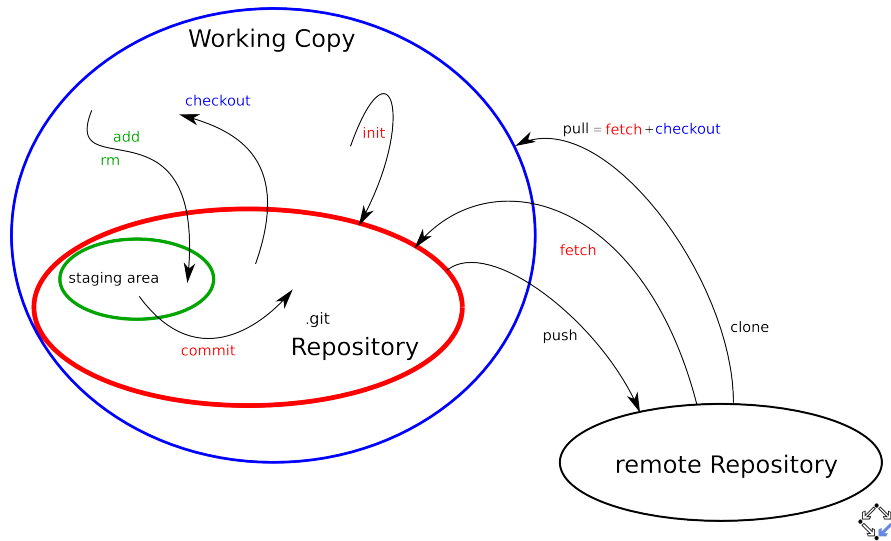 Working Copy
checkout
add
rm
init
pull = fetch+checkout
fetch
staging area
.git
Repository
commit
push
clone
remote Repository